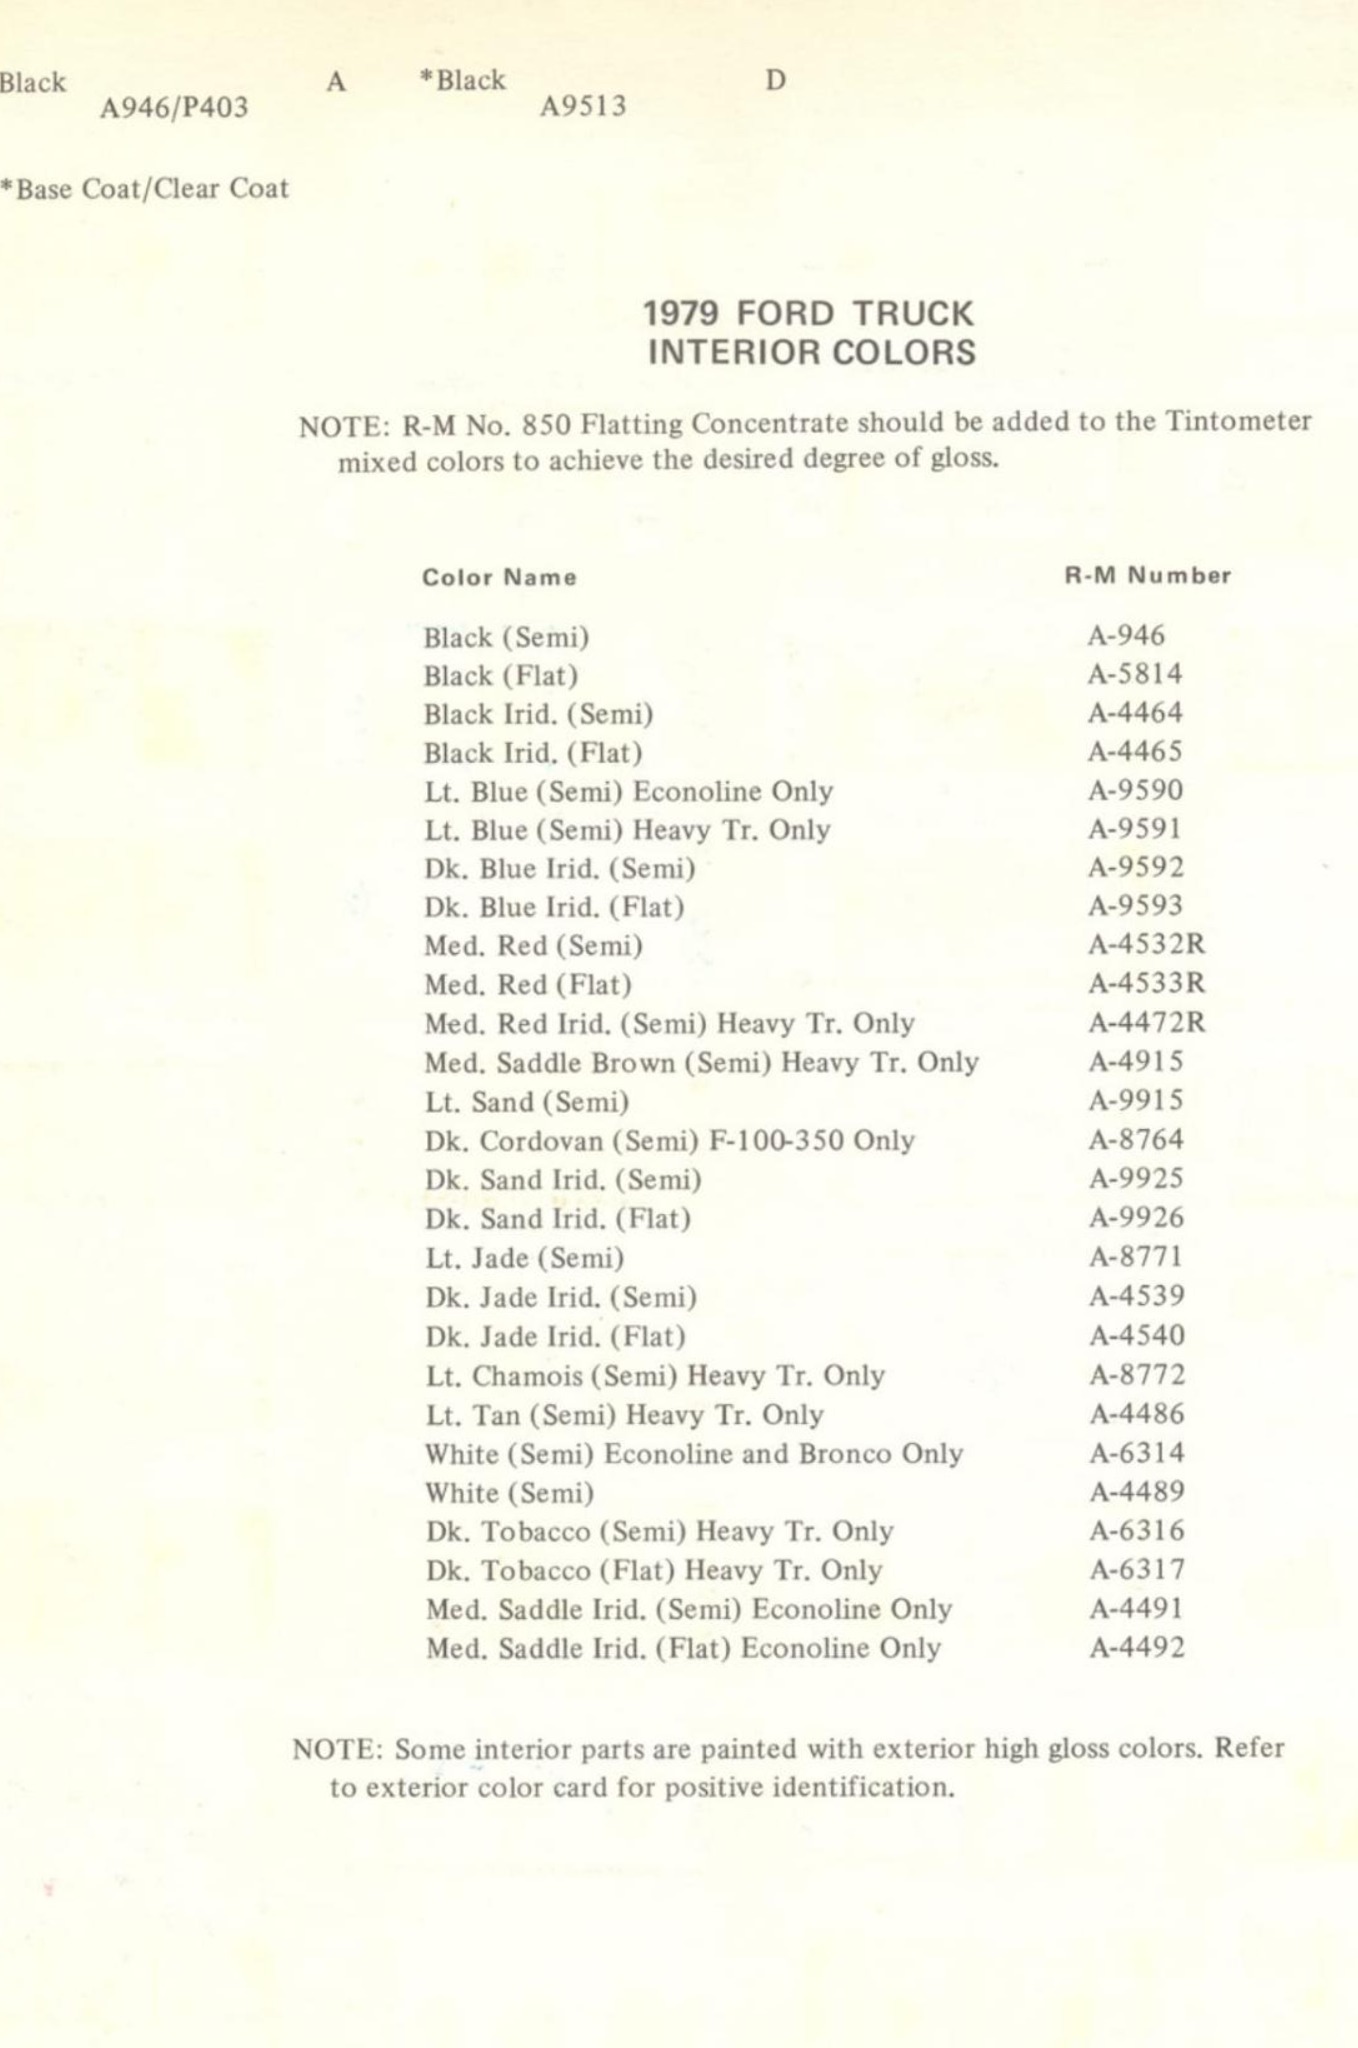 Black A *Black D
A946/P403 A9513
*Base Coat/Clear Coat
1979 FORD TRUCK
INTERIOR COLORS
NOTE: R-M No. 850 Flatting Concentrate should be added to the Tintometer
mixed colors to achieve the desired degree of gloss.
Color Name R-M Number
Black (Semi) A-946
Black (Flat) A-5814
Black Irid. (Semi) A-4464
Black Irid. (Flat) A-4465
Lt. Blue (Semi) Econoline Only A-9590
Lt. Blue (Semi) Heavy Tr. Only A-9591
Dk. Blue Irid. (Semi) A-9592
Dk. Blue Irid. (Flat) A-9593
Med. Red (Semi) A-4532R
Med. Red (Flat) A-4533R
Med. Red Irid. (Semi) Heavy Tr. Only A-4472R
Med. Saddle Brown (Semi) Heavy Tr. Only A-4915
Lt. Sand (Semi) A-9915
Dk. Cordovan (Semi) F-100-350 Only A-8764
Dk. Sand Irid. (Semi) A-9925
Dk. Sand Irid. (Flat) A-9926
Lt. Jade (Semi) A-8771
Dk. Jade Irid. (Semi) A-4539
Dk. Jade Irid. (Flat) A-4540
Lt. Chamois (Semi) Heavy Tr. Only A-8772
Lt. Tan (Semi) Heavy Tr. Only A-4486
White (Semi) Econoline and Bronco Only A-6314
White (Semi) A-4489
Dk. Tobacco (Semi) Heavy Tr. Only A-6316
Dk. Tobacco (Flat) Heavy Tr. Only A-6317
Med. Saddle Irid. (Semi) Econoline Only A-4491
Med. Saddle Irid. (Flat) Econoline Only A-4492
NOTE: Some interior parts are painted with exterior high gloss colors. Refer
to exterior color card for positive identification.